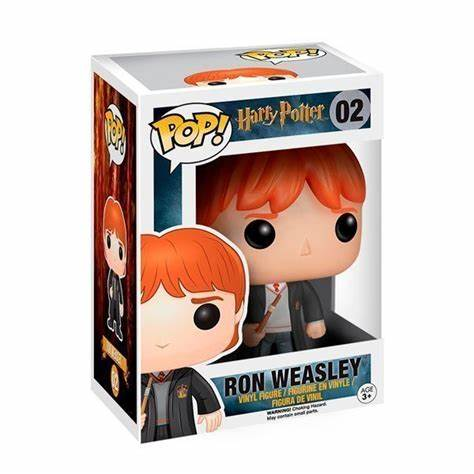 POP!
Harry Potter
02
RON WEASLEY
VINYL FIGURE / FIGURINE EN VINYLE /
FIGURA DE VINIL
WARNING! Choking Hazard.
May contain small parts.
AGE
3+